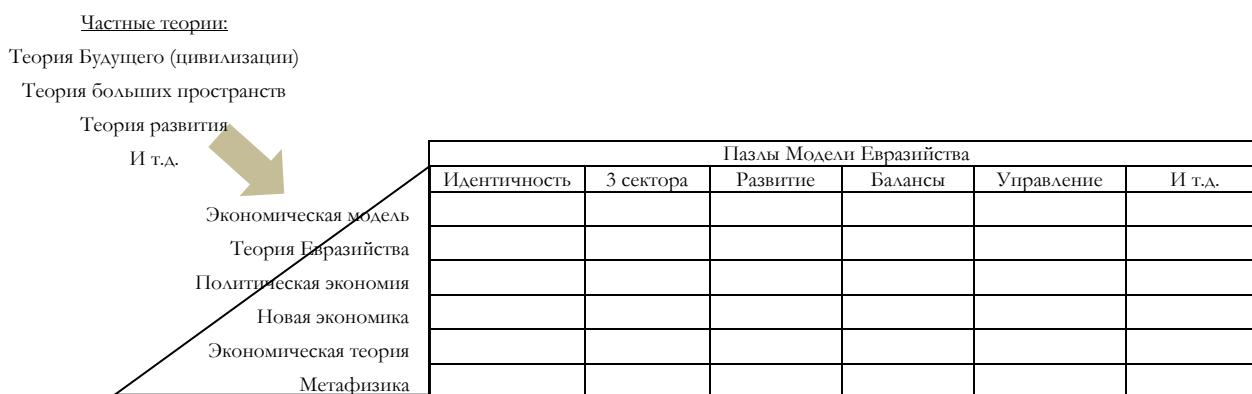 Частные теории:
Теория Будущего (цивилизации)
Теория больших пространств
Теория развития
И т.д.
Пазлы Модели Евразийства
Идентичность 3 сектора Развитие Балансы Управление И т.д.
Экономическая модель
Теория Евразийства
Политическая экономия
Новая экономика
Экономическая теория
Метафизика